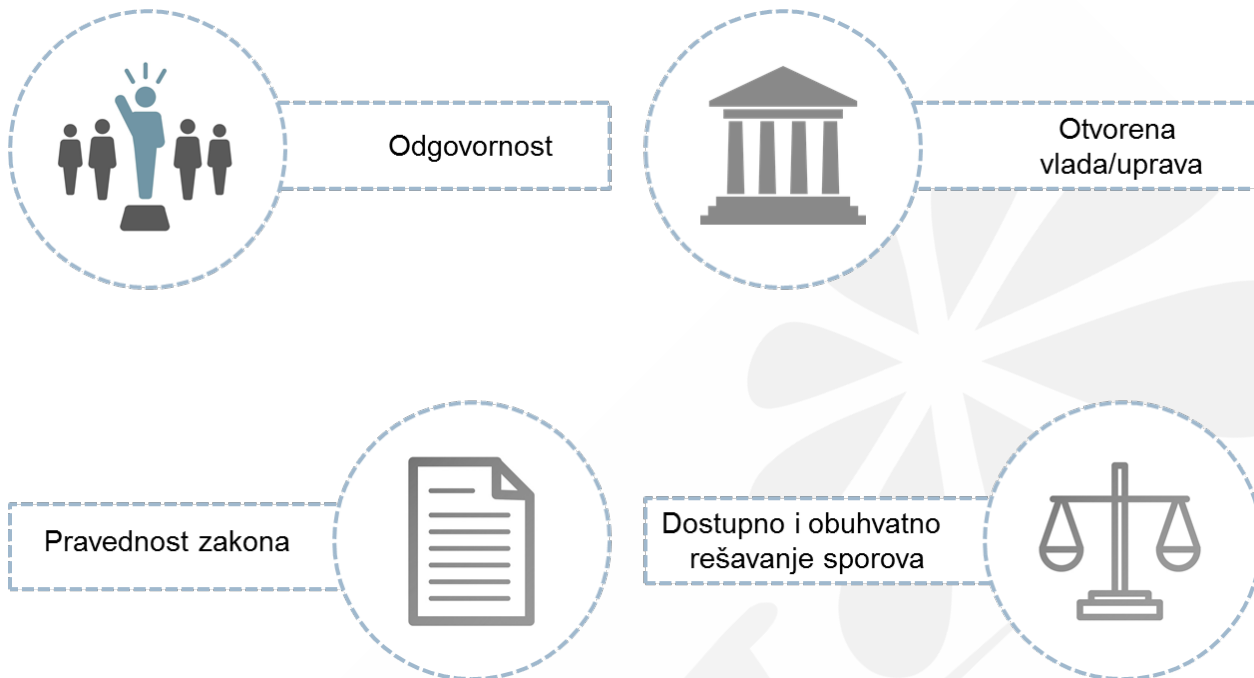 Odgovornost
Otvorena
vlada/uprava
Pravednost zakona
Dostupno i obuhvatno
rešavanje sporova